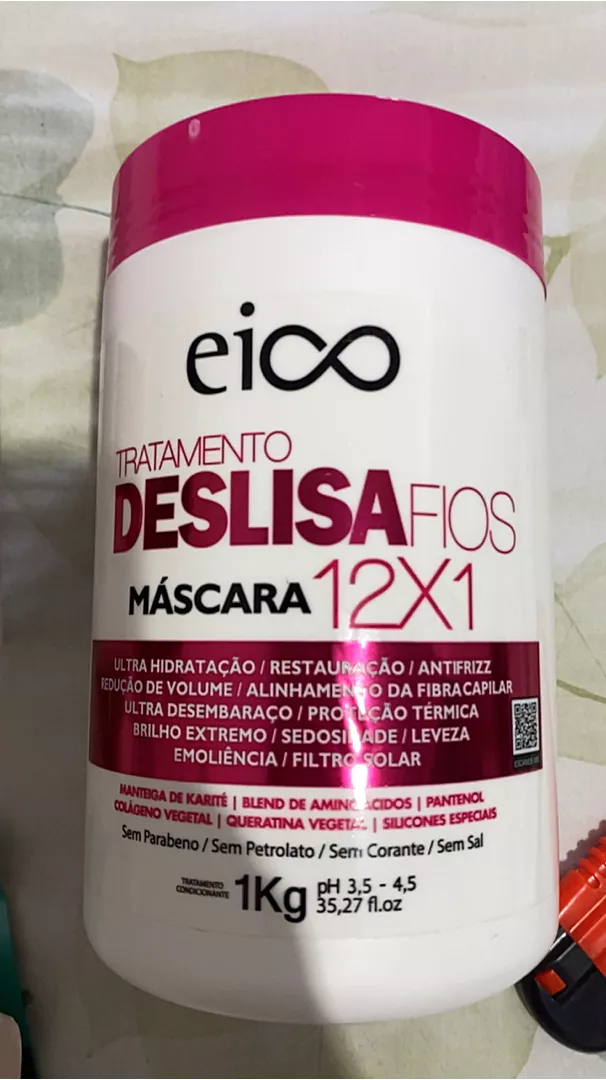 eico
TRATAMENTO
DESLISAFIOS
MÁSCARA 12X1
ULTRA HIDRATAÇÃO / RESTAURAÇÃO / ANTIFRIZZ
REDUÇÃO DE VOLUME / ALINHAMENTO DA FIBRA CAPILAR
ULTRA DESEMBARAÇO / PROTEÇÃO TÉRMICA
BRILHO EXTREMO / SEDOSIDADE / LEVEZA
EMOLIÊNCIA / FILTRO SOLAR
MANTEIGA DE KARITÉ | BLEND DE AMINOÁCIDOS | PANTENOL
COLÁGENO VEGETAL | QUERATINA VEGETAL | SILICONES ESPECIAIS
Sem Parabeno / Sem Petrolato / Sem Corante / Sem Sal
TRATAMENTO
CONDICIONANTE
1Kg
pH 3,5 - 4,5
35,27 fl.oz